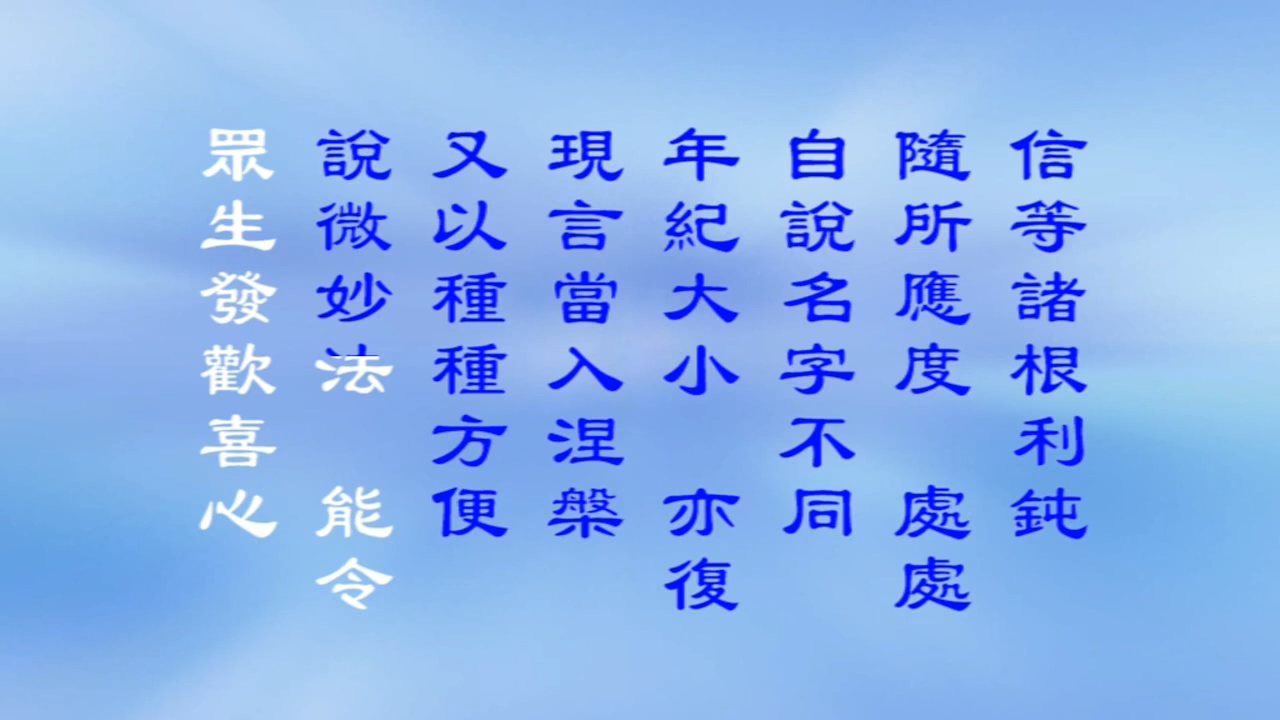 信等諸根利鈍
隨所應度　處處
自說名字不同
年紀大小　亦復
現言當入涅槃
又以種種方便
說微妙法　能令
眾生發歡喜心